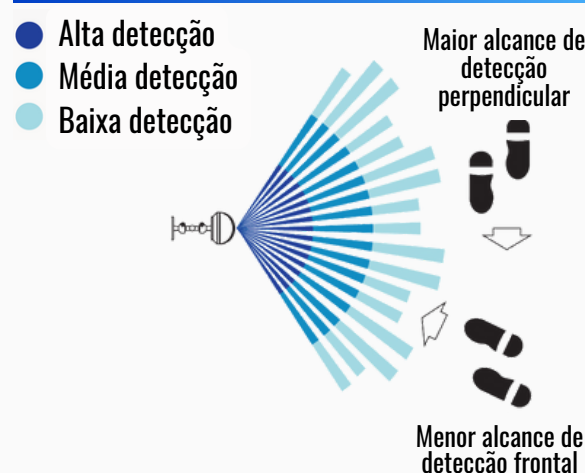 Alta detecção
Média detecção
Baixa detecção
Maior alcance de
detecção
perpendicular
Menor alcance de
detecção frontal